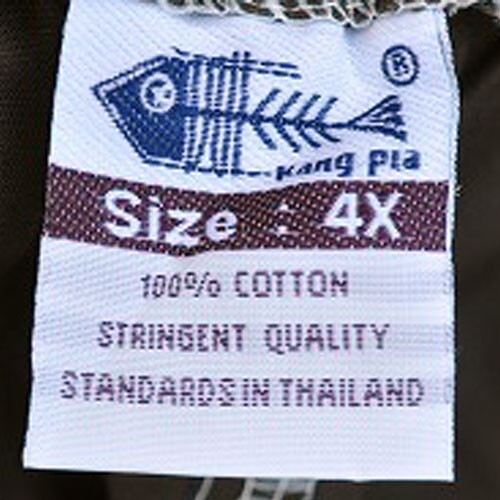 ®
Kang Pla
Size : 4X
100% COTTON
STRINGENT QUALITY
STANDARDS IN THAILAND